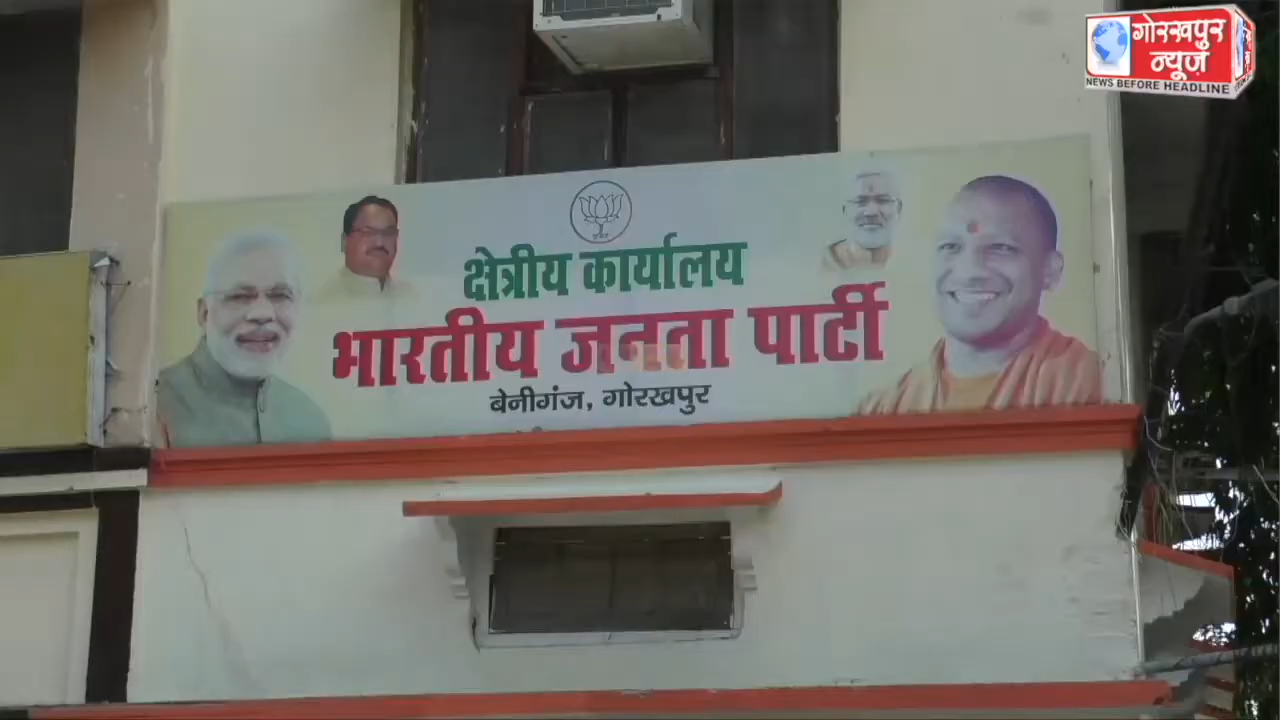 गोरखपुर
न्यूज़
NEWS BEFORE HEADLINE
क्षेत्रीय कार्यालय
भारतीय जनता पार्टी
बेनीगंज, गोरखपुर